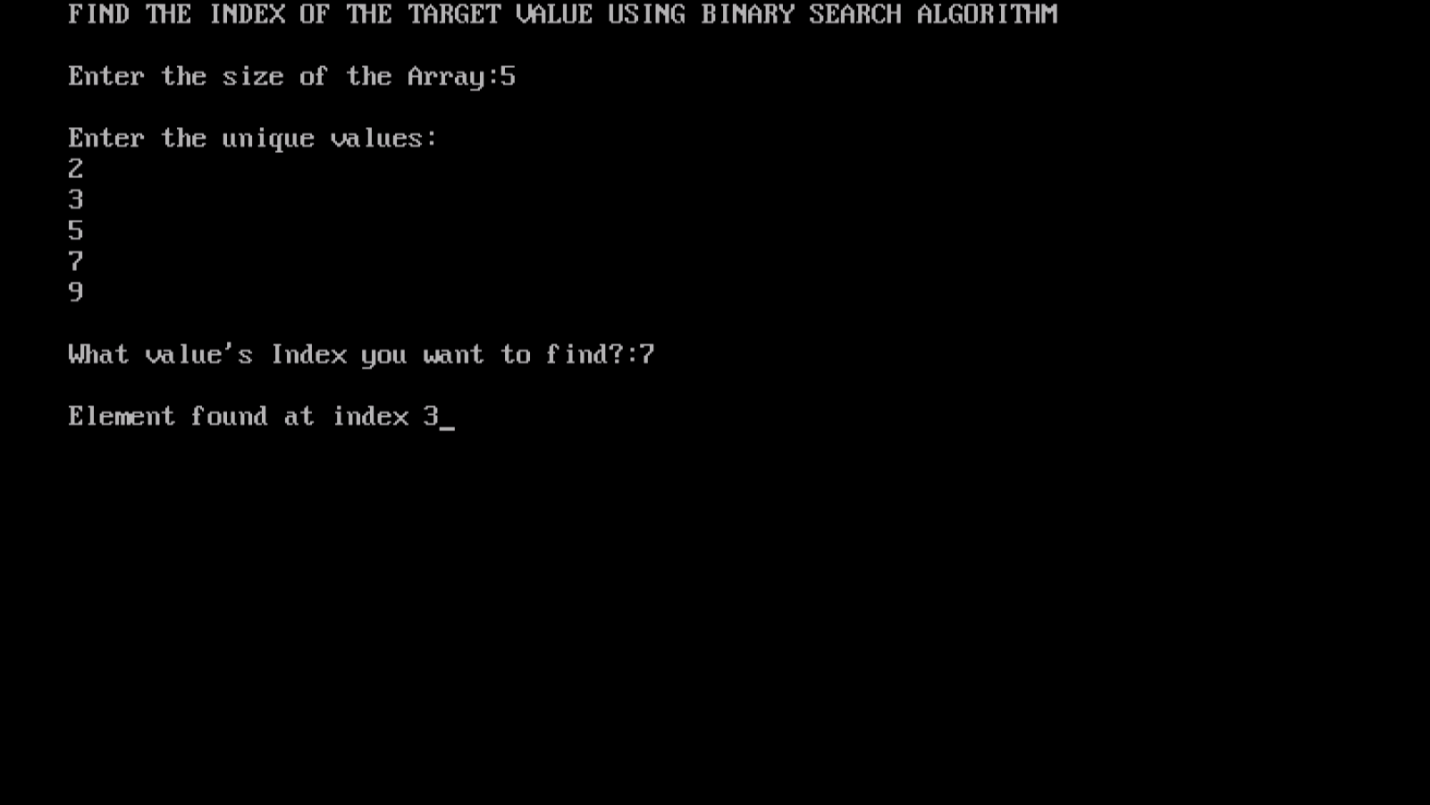 FIND THE INDEX OF THE TARGET VALUE USING BINARY SEARCH ALGORITHM
Enter the size of the Array:5
Enter the unique values:
2
3
5
7
9
What value's Index you want to find?:7
Element found at index 3_